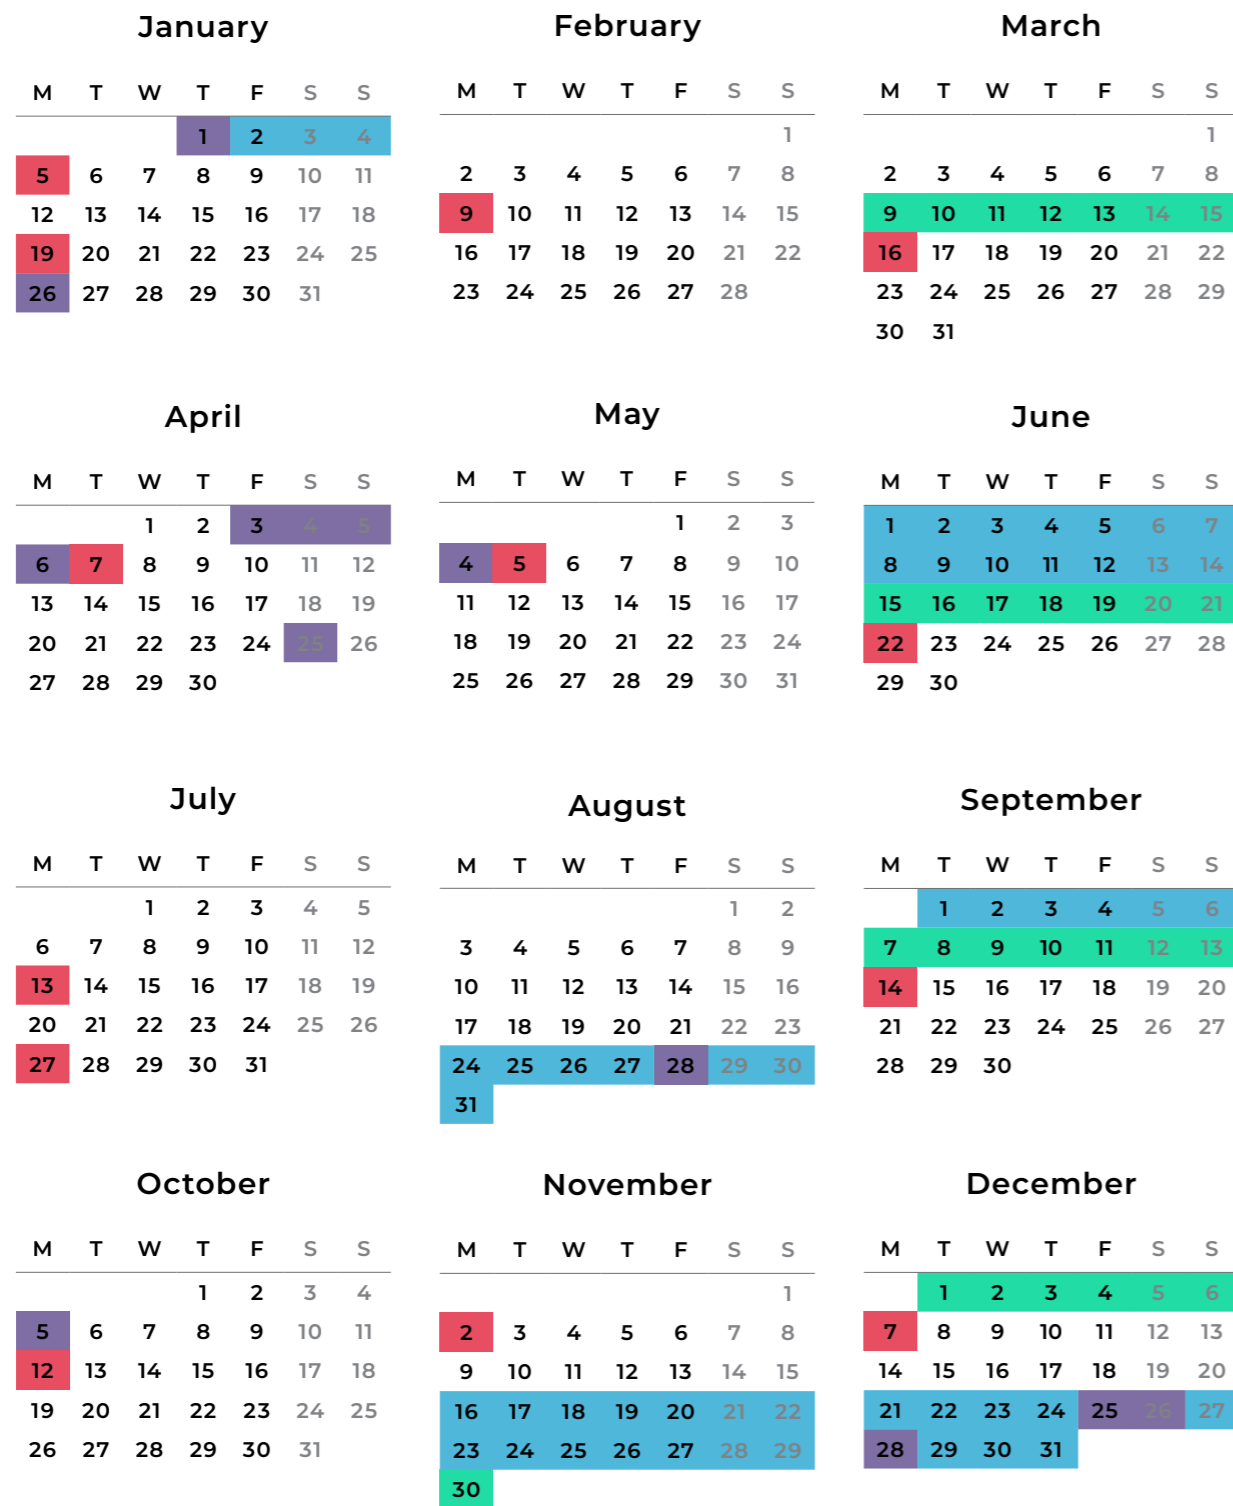 January
M T W T F S S
1 2 3 4
5 6 7 8 9 10 11
12 13 14 15 16 17 18
19 20 21 22 23 24 25
26 27 28 29 30 31
February
M T W T F S S
1
2 3 4 5 6 7 8
9 10 11 12 13 14 15
16 17 18 19 20 21 22
23 24 25 26 27 28
March
M T W T F S S
1
2 3 4 5 6 7 8
9 10 11 12 13 14 15
16 17 18 19 20 21 22
23 24 25 26 27 28 29
30 31
April
M T W T F S S
1 2 3 4 5
6 7 8 9 10 11 12
13 14 15 16 17 18 19
20 21 22 23 24 25 26
27 28 29 30
May
M T W T F S S
1 2 3
4 5 6 7 8 9 10
11 12 13 14 15 16 17
18 19 20 21 22 23 24
25 26 27 28 29 30 31
June
M T W T F S S
1 2 3 4 5 6 7
8 9 10 11 12 13 14
15 16 17 18 19 20 21
22 23 24 25 26 27 28
29 30
July
M T W T F S S
1 2 3 4 5
6 7 8 9 10 11 12
13 14 15 16 17 18 19
20 21 22 23 24 25 26
27 28 29 30 31
August
M T W T F S S
1 2
3 4 5 6 7 8 9
10 11 12 13 14 15 16
17 18 19 20 21 22 23
24 25 26 27 28 29 30
31
September
M T W T F S S
1 2 3 4 5 6
7 8 9 10 11 12 13
14 15 16 17 18 19 20
21 22 23 24 25 26 27
28 29 30
October
M T W T F S S
1 2 3 4
5 6 7 8 9 10 11
12 13 14 15 16 17 18
19 20 21 22 23 24 25
26 27 28 29 30 31
November
M T W T F S S
1
2 3 4 5 6 7 8
9 10 11 12 13 14 15
16 17 18 19 20 21 22
23 24 25 26 27 28 29
30
December
M T W T F S S
1 2 3 4 5 6
7 8 9 10 11 12 13
14 15 16 17 18 19 20
21 22 23 24 25 26 27
28 29 30 31